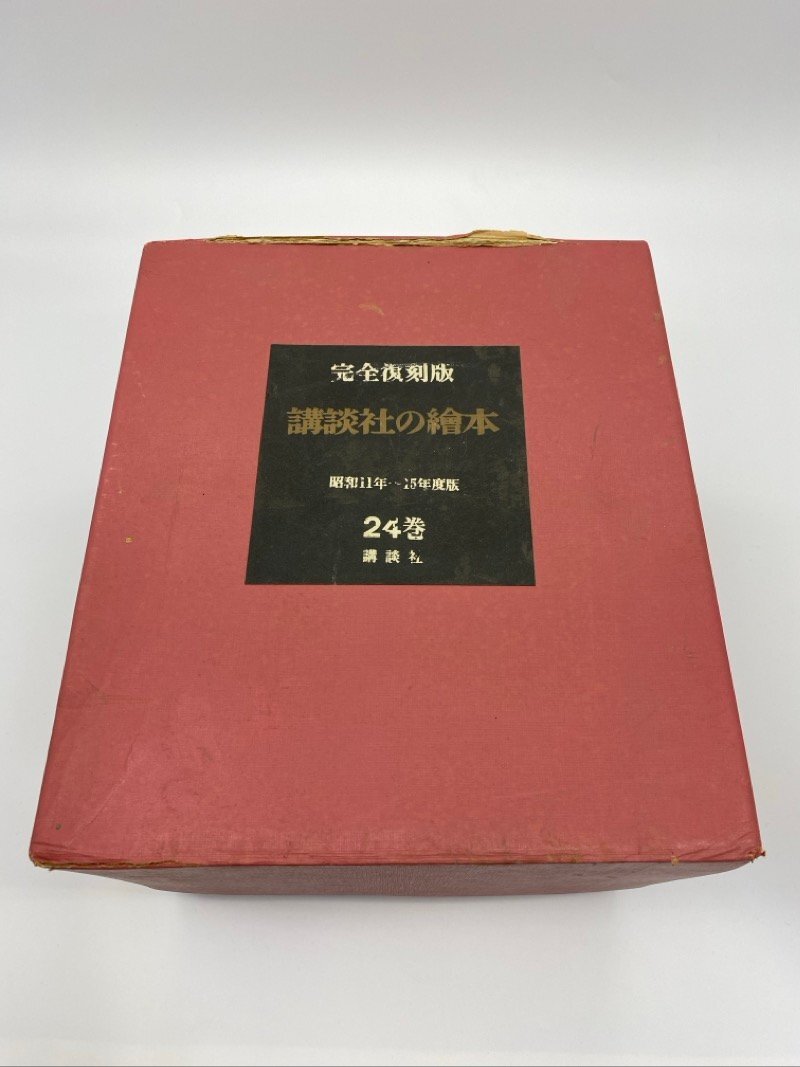 完全復刻版
講談社の繪本
昭和11年〜15年度版
24巻
講談社